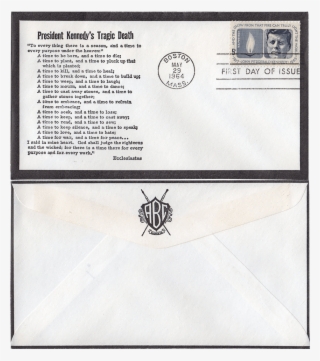 President Kennedy's Tragic Death
"To every thing there is a season, and a time to
every purpose under the heaven"
A time to be born, and a time to die;
A time to plant, and a time to pluck up that
which is planted;
A time to kill, and a time to heal;
A time to break down, and a time to build up;
A time to weep, and a time to laugh;
A time to mourn, and a time to dance;
A time to cast away stones, and a time to
gather stones together;
A time to embrace, and a time to refrain
from embracing;
A time to seek, and a time to lose;
A time to keep, and a time to cast away;
A time to rend, and a time to sew;
A time to keep silence, and a time to speak;
A time to love, and a time to hate;
A time for war, and a time for peace...
I said in mine heart. God shall judge the righteous
and the wicked; for there is a time there for every
purpose and for every work."
Ecclesiastes
BOSTON
MAY
29
1964
MASS.
FIRST DAY OF ISSUE
ABC